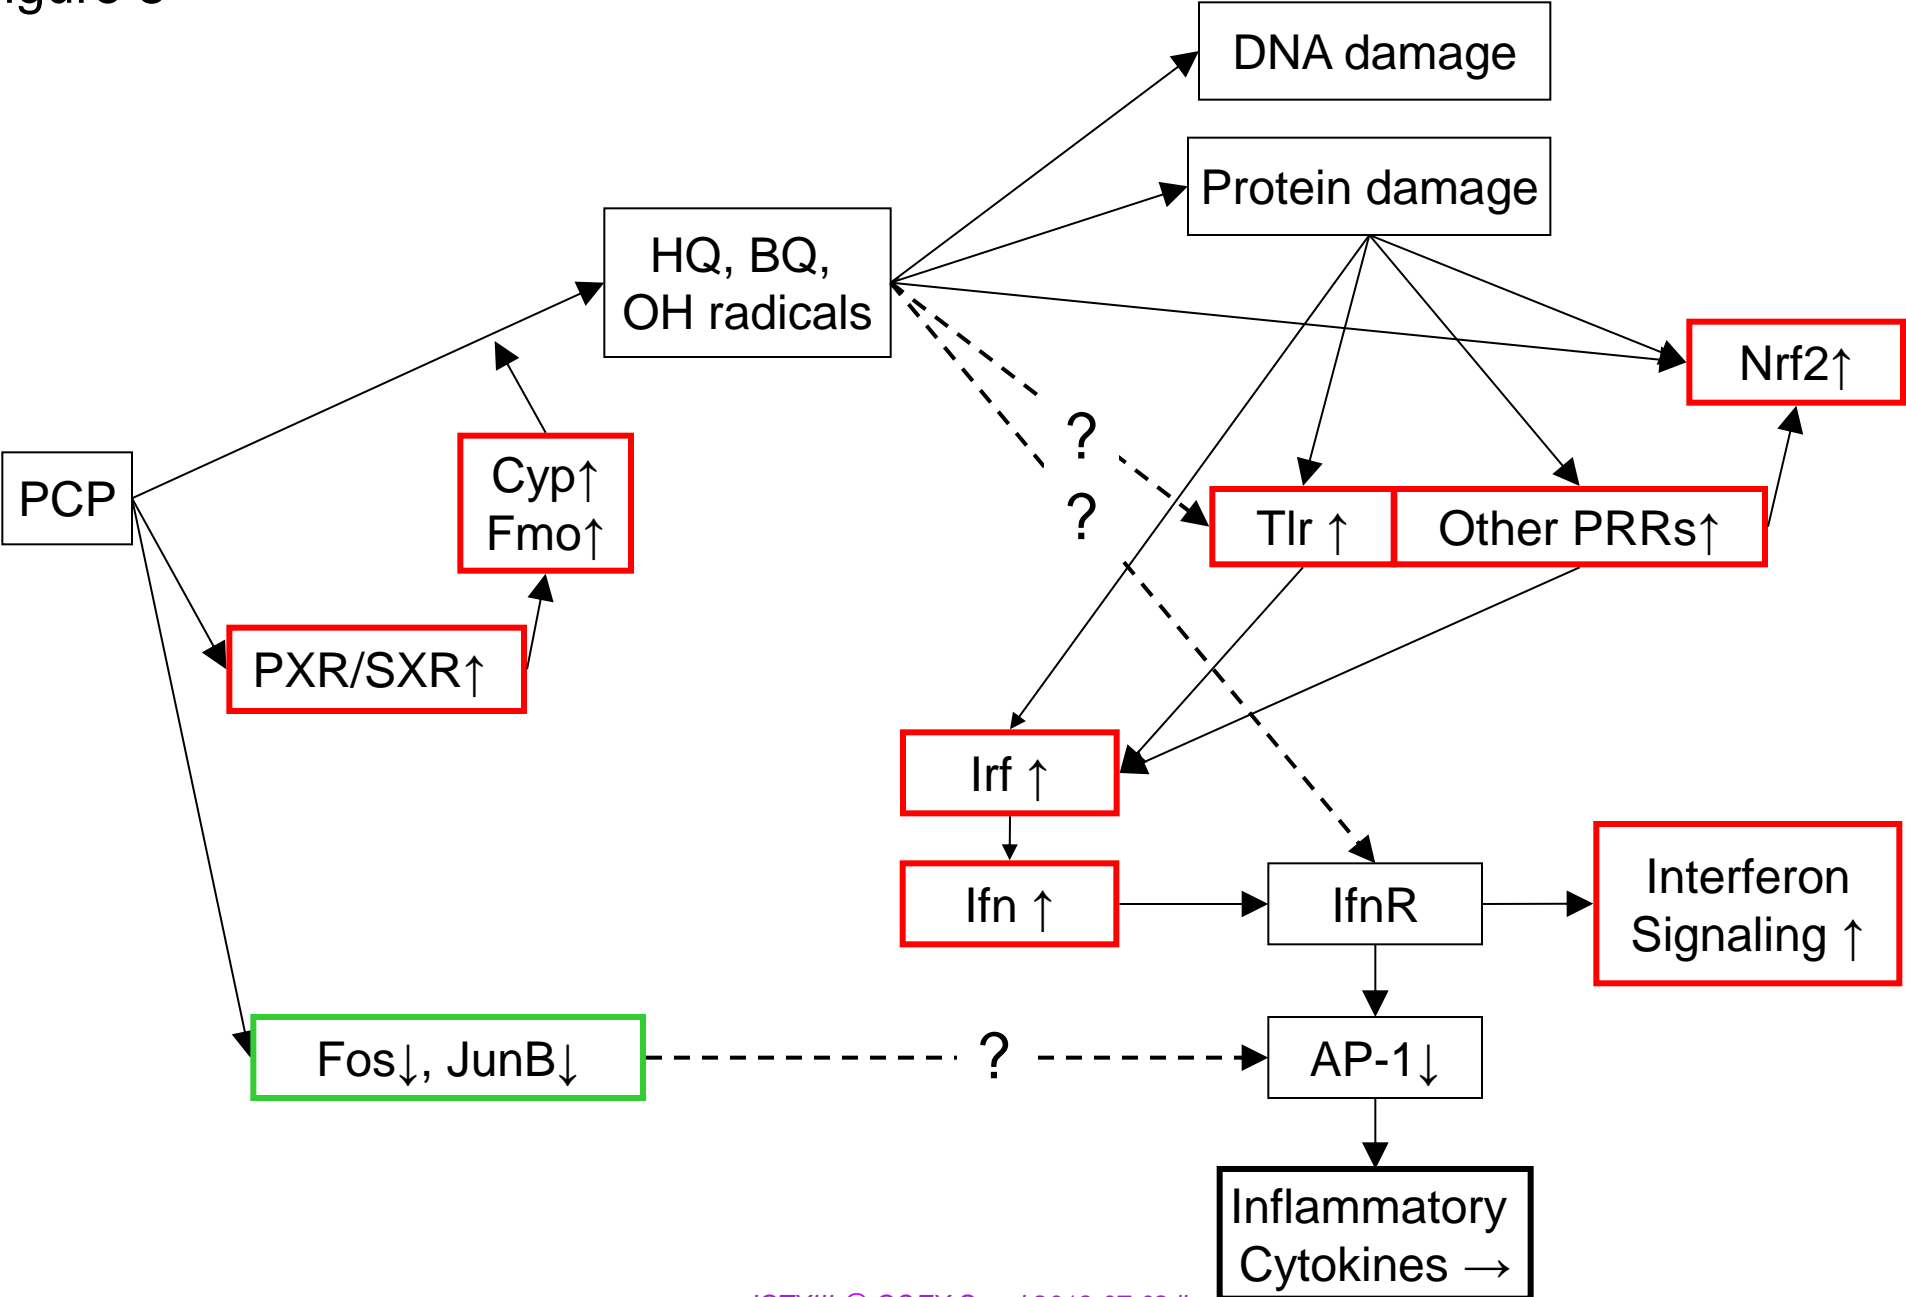 DNA damage
Protein damage
HQ, BQ,
OH radicals
Nrf2↑
?
Cyp↑
Fmo↑
PCP
?
Tlr ↑
Other PRRs↑
PXR/SXR↑
Irf ↑
Ifn ↑
IfnR
Interferon
Signaling ↑
Fos↓, JunB↓
?
AP-1↓
Inflammatory
Cytokines →